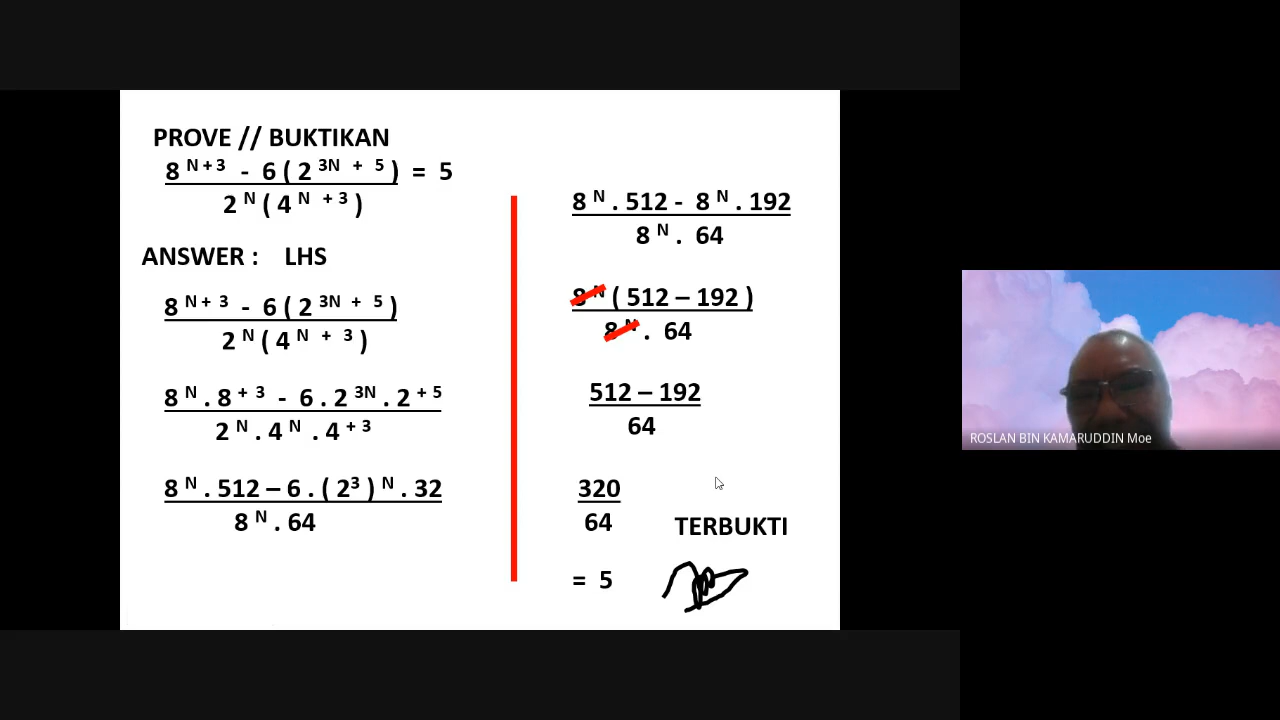 PROVE // BUKTIKAN
8 ᴺ⁺³ - 6 ( 2 ³ᴺ ⁺ ⁵ ) = 5
2 ᴺ ( 4 ᴺ ⁺³ )
ANSWER : LHS
8 ᴺ⁺ ³ - 6 ( 2 ³ᴺ ⁺ ⁵ )
2 ᴺ ( 4 ᴺ ⁺ ³ )
8 ᴺ . 8 ⁺ ³ - 6 . 2 ³ᴺ . 2 ⁺⁵
2 ᴺ . 4 ᴺ . 4 ⁺³
8 ᴺ . 512 – 6 . ( 2³ ) ᴺ . 32
8 ᴺ . 64
8 ᴺ . 512 - 8 ᴺ . 192
8 ᴺ . 64
8 ᴺ ( 512 – 192 )
8 ᴺ . 64
512 – 192
64
320
64
TERBUKTI
= 5
ROSLAN BIN KAMARUDDIN Moe